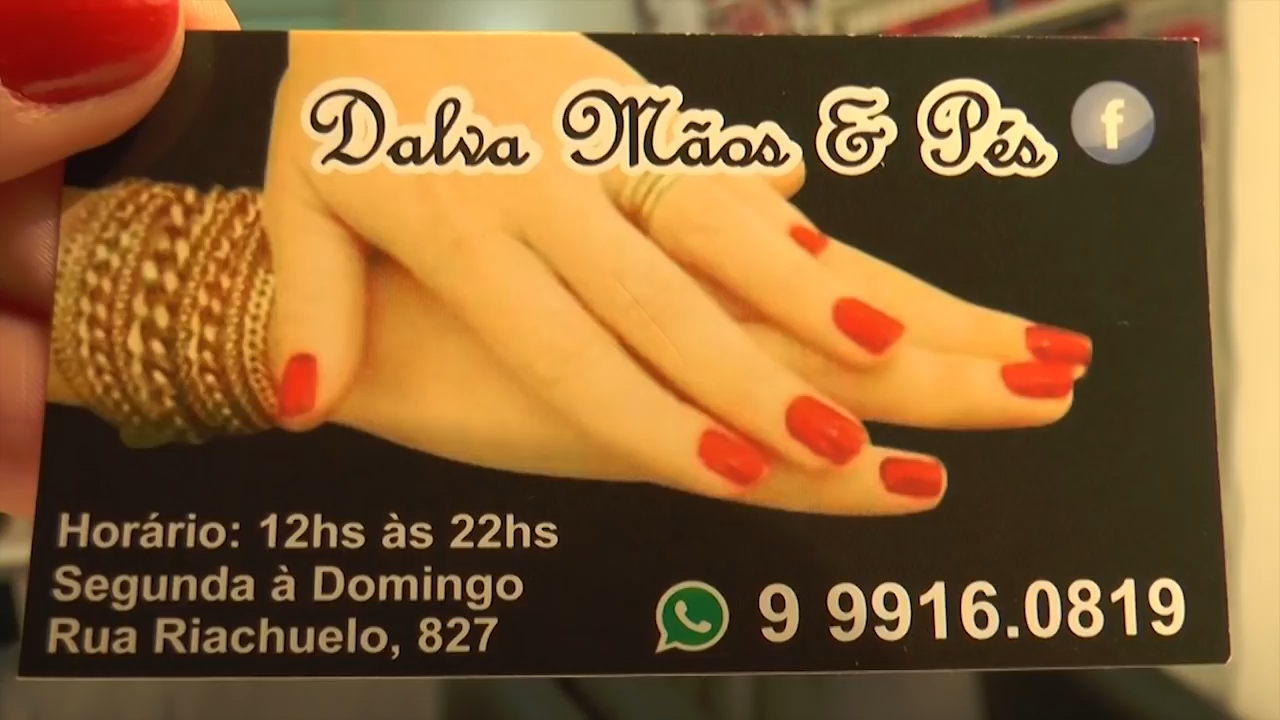 Dalva Mãos & Pés f
Horário: 12hs às 22hs
Segunda à Domingo
Rua Riachuelo, 827
9 9916.0819